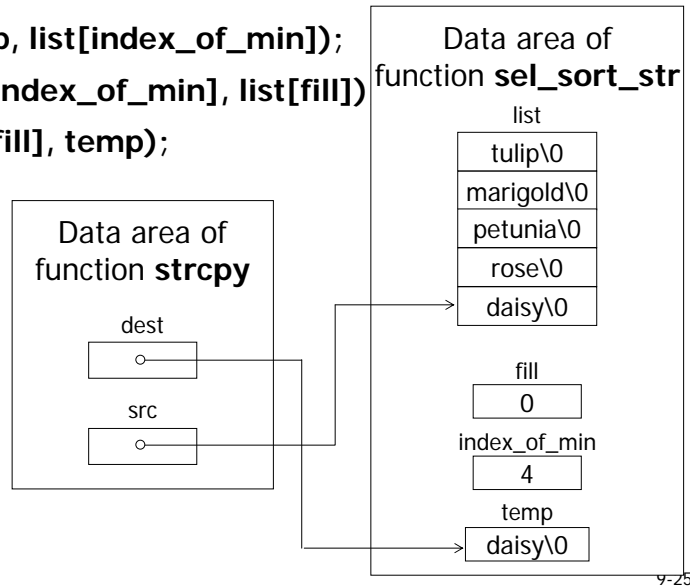 , list[index_of_min]);
ndex_of_min], list[fill])
fill], temp);
Data area of
function strcpy
dest
src
Data area of
function sel_sort_str
list
tulip\0
marigold\0
petunia\0
rose\0
daisy\0
fill
0
index_of_min
4
temp
daisy\0
9-25